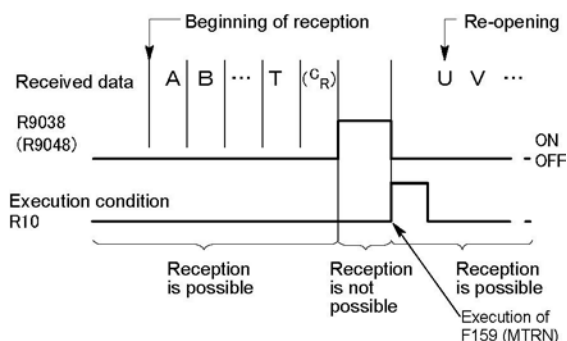 Beginning of reception
Re-opening
Received data
A B ... T (CR) U V ...
R9038
(R9048)
ON
OFF
Execution condition
R10
Reception
is possible
Reception
is not
possible
Reception
is possible
Execution of
F159 (MTRN)